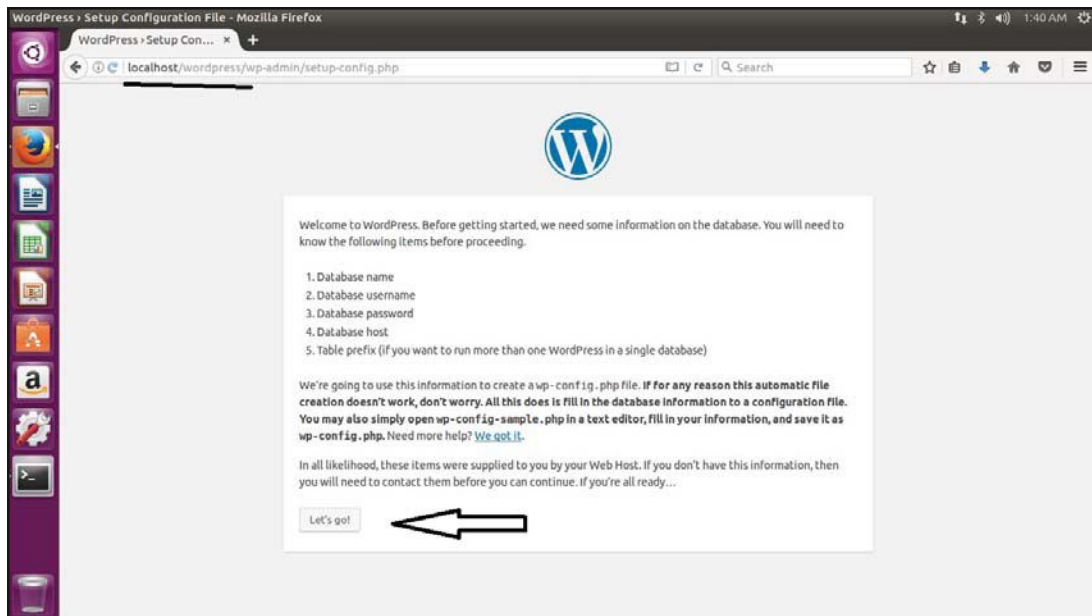 WordPress › Setup Configuration File - Mozilla Firefox
1:40 AM
WordPress › Setup Con...
localhost/wordpress/wp-admin/setup-config.php
Search
Welcome to WordPress. Before getting started, we need some information on the database. You will need to
know the following items before proceeding.
1. Database name
2. Database username
3. Database password
4. Database host
5. Table prefix (if you want to run more than one WordPress in a single database)
We're going to use this information to create a wp-config.php file. If for any reason this automatic file
creation doesn't work, don't worry. All this does is fill in the database information to a configuration file.
You may also simply open wp-config-sample.php in a text editor, fill in your information, and save it as
wp-config.php. Need more help? We got it.
In all likelihood, these items were supplied to you by your Web Host. If you don't have this information, then
you will need to contact them before you can continue. If you're all ready…
Let's go!